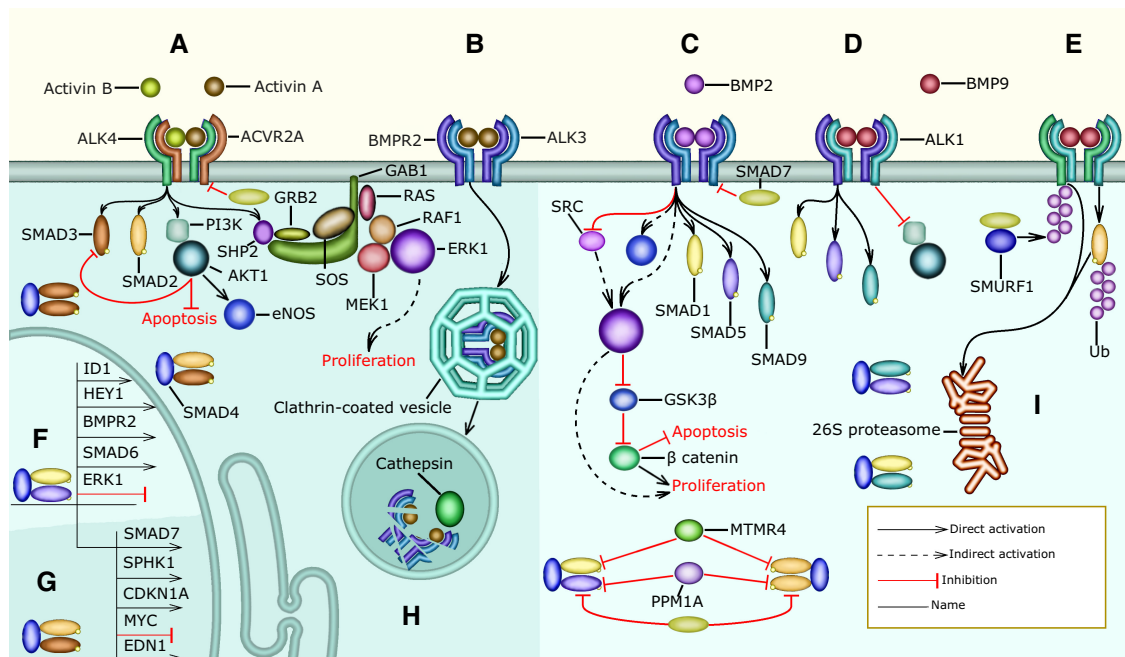 A
B
C
D
E
Activin B
Activin A
BMP2
BMP9
ALK4
ACVR2A
BMPR2
ALK3
ALK1
GAB1
SMAD7
GRB2
RAS
SRC
SMAD3
PI3K
RAF1
SHP2
ERK1
SMAD2
AKT1
SOS
SMURF1
MEK1
SMAD1
Apoptosis
eNOS
SMAD5
Proliferation
SMAD9
Ub
ID1
HEY1
SMAD4
Clathrin-coated vesicle
GSK3β
I
BMPR2
F
Apoptosis
26S proteasome
SMAD6
β catenin
Cathepsin
ERK1
Proliferation
SMAD7
MTMR4
Direct activation
SPHK1
Indirect activation
G
CDKN1A
Inhibition
PPM1A
Name
H
MYC
EDN1